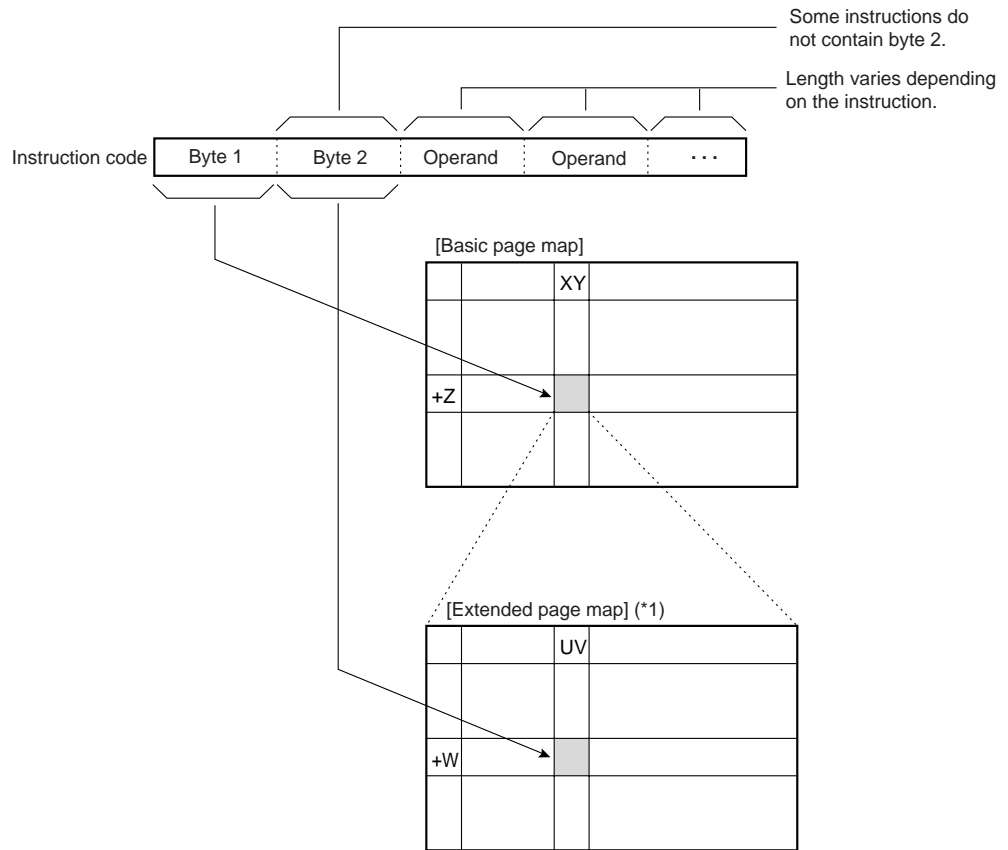 Some instructions do
not contain byte 2.
Length varies depending
on the instruction.
Instruction code
Byte 1
Byte 2
Operand
Operand
···
[Basic page map]
XY
+Z
[Extended page map] (*1)
UV
+W